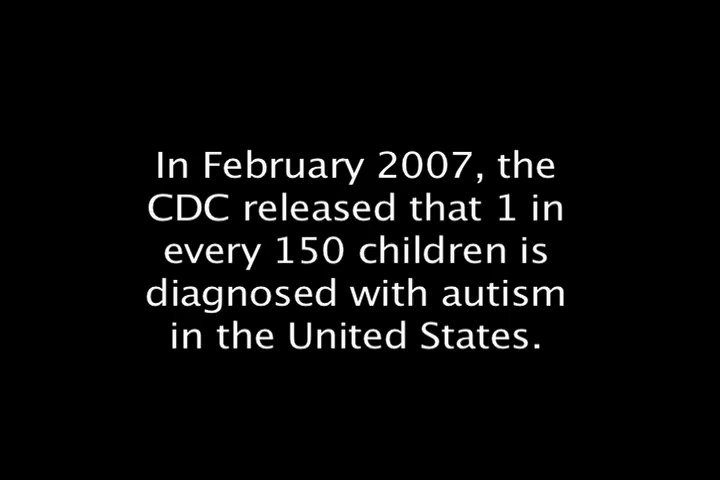 In February 2007, the
CDC released that 1 in
every 150 children is
diagnosed with autism
in the United States.